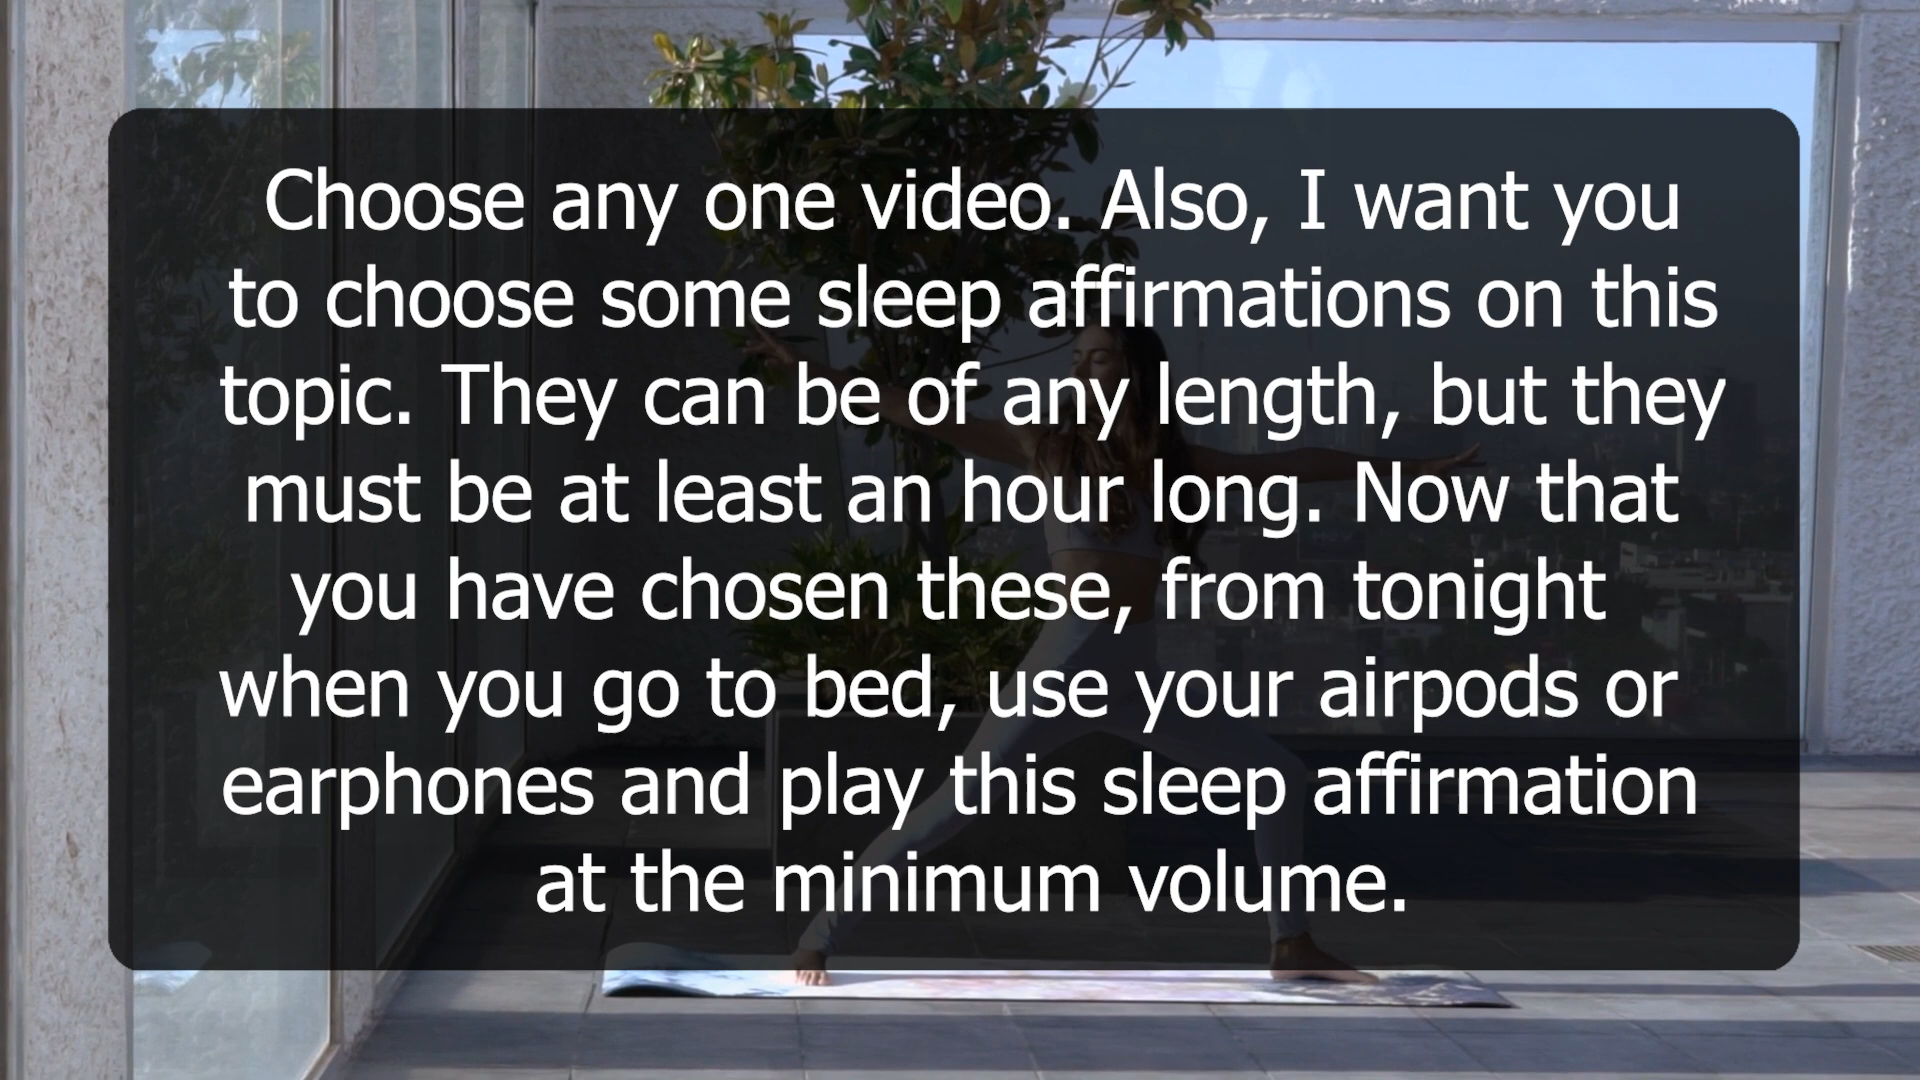 Choose any one video. Also, I want you
to choose some sleep affirmations on this
topic. They can be of any length, but they
must be at least an hour long. Now that
you have chosen these, from tonight
when you go to bed, use your airpods or
earphones and play this sleep affirmation
at the minimum volume.